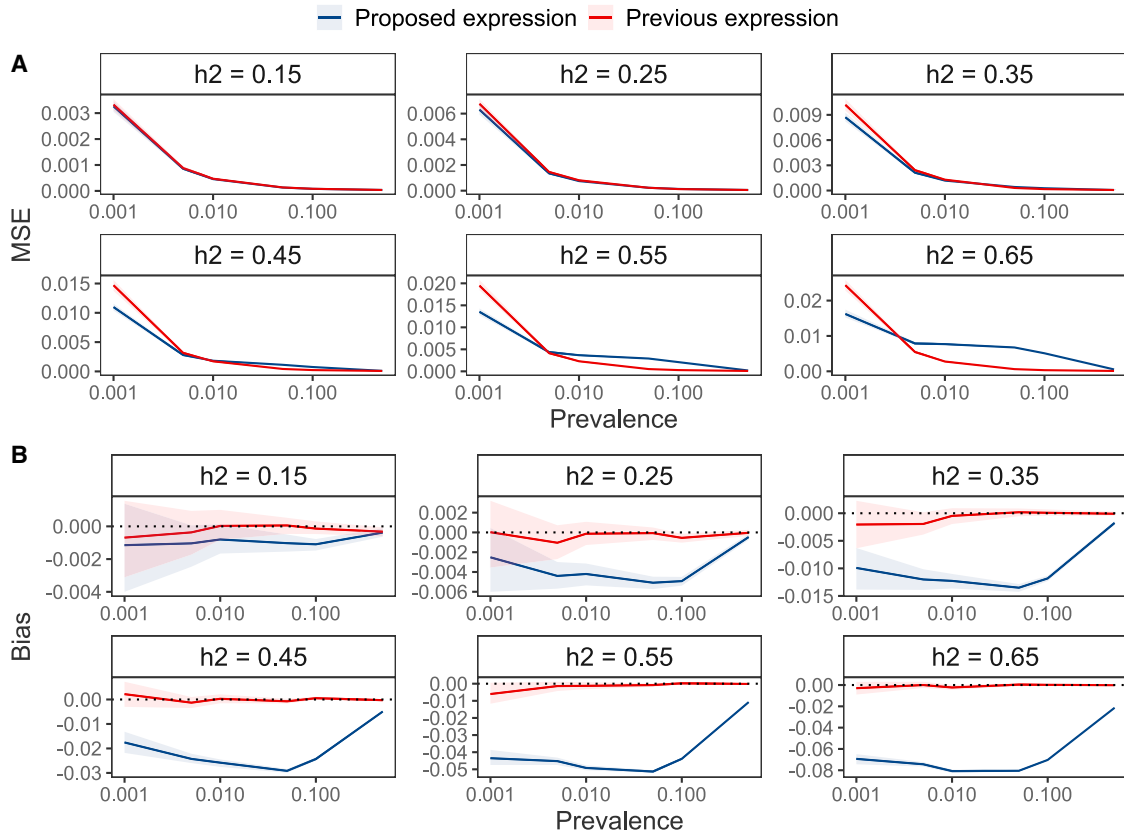 Proposed expression Previous expression
A
h2 = 0.15 h2 = 0.25 h2 = 0.35
0.003 0.006 0.009
0.002 0.004 0.006
0.001 0.002 0.003
0.000 0.000 0.000
0.001 0.010 0.100 0.001 0.010 0.100 0.001 0.010 0.100
MSE
h2 = 0.45 h2 = 0.55 h2 = 0.65
0.015 0.020 0.02
0.010 0.015 0.01
0.005 0.010 0.00
0.000 0.005
0.000
0.001 0.010 0.100 0.001 0.010 0.100 0.001 0.010 0.100
Prevalence
B
h2 = 0.15 h2 = 0.25 h2 = 0.35
0.000 0.002 0.000
-0.002 0.000 -0.005
-0.004 -0.002 -0.010
-0.004 -0.015
-0.006
0.001 0.010 0.100 0.001 0.010 0.100 0.001 0.010 0.100
Bias
h2 = 0.45 h2 = 0.55 h2 = 0.65
0.00 0.00 0.00
-0.01 -0.01 -0.02
-0.02 -0.02 -0.04
-0.03 -0.03 -0.06
-0.04 -0.08
-0.05
0.001 0.010 0.100 0.001 0.010 0.100 0.001 0.010 0.100
Prevalence